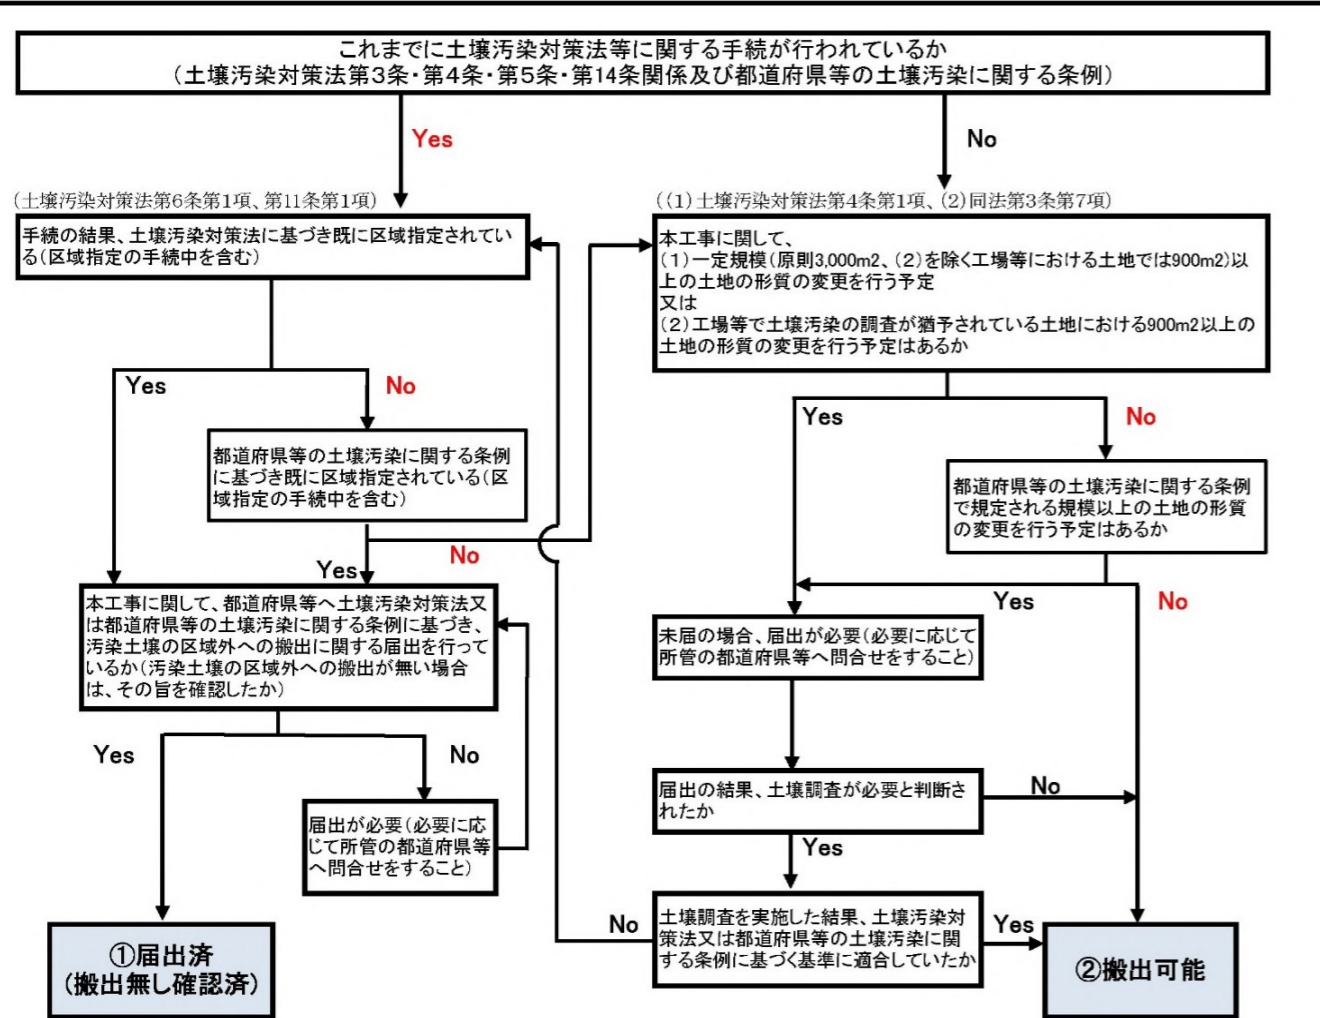 これまでに土壌汚染対策法等に関する手続が行われているか
(土壌汚染対策法第3条・第4条・第5条・第14条関係及び都道府県等の土壌汚染に関する条例)
Yes
No
(土壌汚染対策法第6条第1項、第11条第1項)
手続の結果、土壌汚染対策法に基づき既に区域指定されてい
る(区域指定の手続中を含む)
((1)土壌汚染対策法第4条第1項、(2)同法第3条第7項)
本工事に関して、
(1)一定規模(原則3,000m2、(2)を除く工場等における土地では900m2)以
上の土地の形質の変更を行う予定
又は
(2)工場等で土壌汚染の調査が猶予されている土地における900m2以上の
土地の形質の変更を行う予定はあるか
Yes
No
Yes
No
都道府県等の土壌汚染に関する条例
に基づき既に区域指定されている(区
域指定の手続中を含む)
都道府県等の土壌汚染に関する条例
で規定される規模以上の土地の形質
の変更を行う予定はあるか
Yes
No
Yes
No
本工事に関して、都道府県等へ土壌汚染対策法又
は都道府県等の土壌汚染に関する条例に基づき、
汚染土壌の区域外への搬出に関する届出を行って
いるか(汚染土壌の区域外への搬出が無い場合
は、その旨を確認したか)
未届の場合、届出が必要(必要に応じて
所管の都道府県等へ問合せをすること)
Yes
No
届出が必要(必要に応
じて所管の都道府県等
へ問合せをすること)
届出の結果、土壌調査が必要と判断さ
れたか
No
Yes
土壌調査を実施した結果、土壌汚染対
策法又は都道府県等の土壌汚染に関
する条例に基づく基準に適合していたか
No
Yes
①届出済
(搬出無し確認済)
②搬出可能